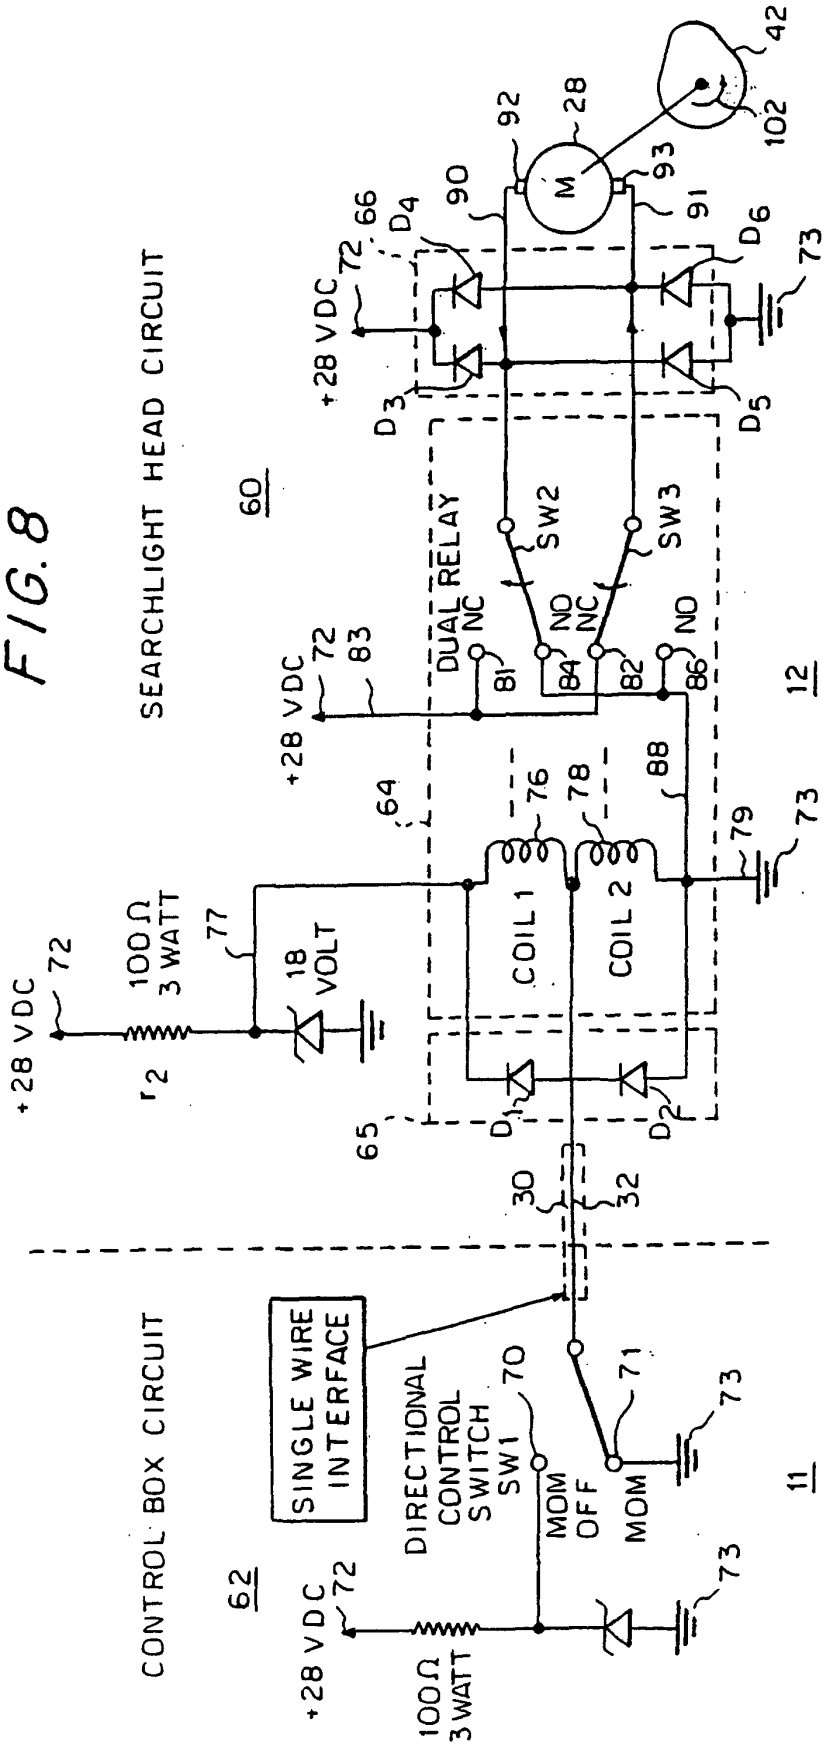 FIG. 8
CONTROL BOX CIRCUIT
SEARCHLIGHT HEAD CIRCUIT
62
60
+28 VDC
72
100Ω
3 WATT
73
SINGLE WIRE
INTERFACE
DIRECTIONAL
CONTROL
SWITCH
SW1
70
MOM
OFF
MOM
71
73
11
30
32
+28 VDC
72
r2
100Ω
3 WATT
77
18
VOLT
65
D1
D2
64
COIL 1
76
COIL 2
78
88
79
73
+28 VDC
72
83
DUAL RELAY
NC
81
NO
84
NC
82
NO
86
SW2
SW3
12
+28 VDC
72
66
D3
D4
D5
D6
73
90
91
92
93
M
28
42
102